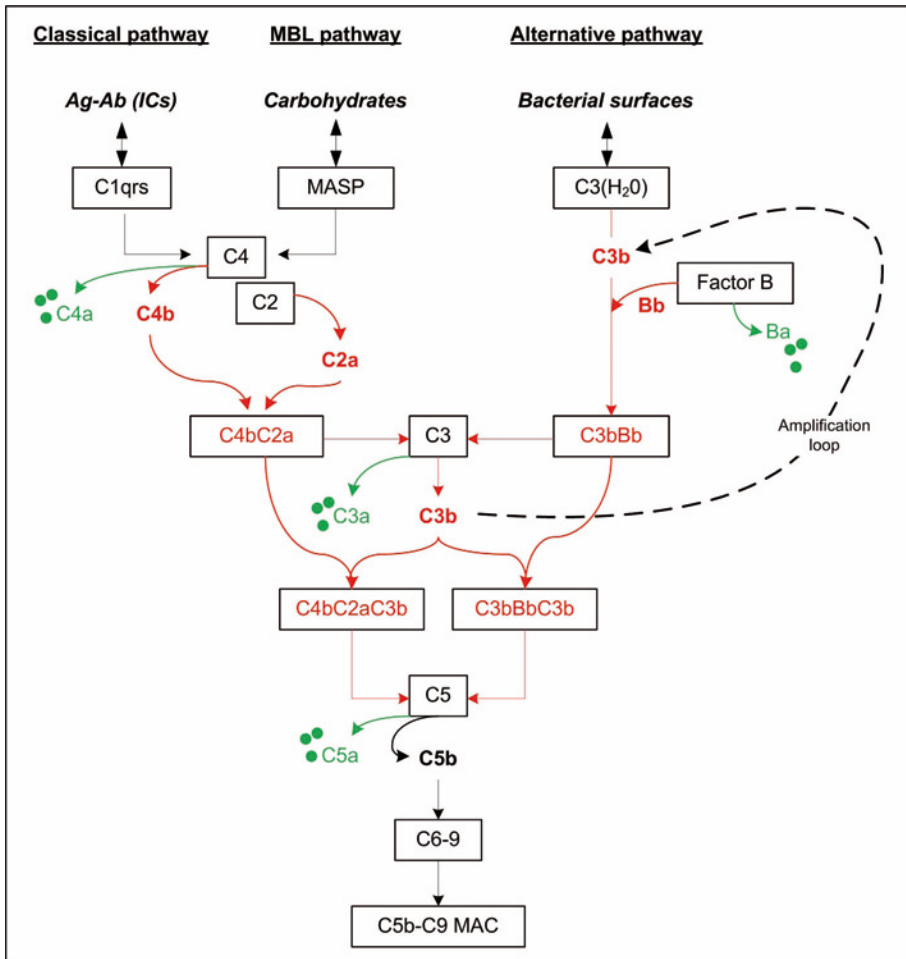 Classical pathway
MBL pathway
Alternative pathway
Ag-Ab (ICs)
Carbohydrates
Bacterial surfaces
C1qrs
MASP
C3(H₂0)
C4
C3b
C2
Factor B
Bb
C4a
C4b
Ba
C2a
Amplification
loop
C4bC2a
C3
C3bBb
C3a
C3b
C4bC2aC3b
C3bBbC3b
C5
C5a
C5b
C6-9
C5b-C9 MAC